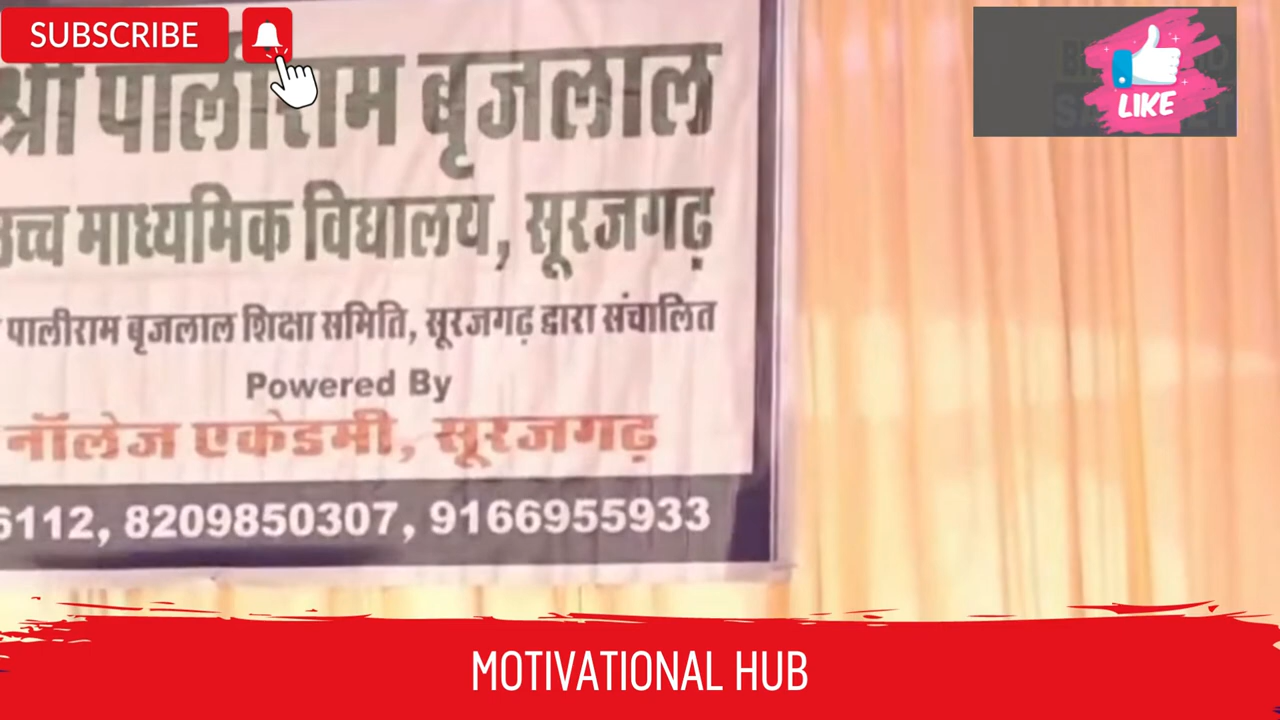 SUBSCRIBE
LIKE
श्री पालीराम बृजलाल
उच्च माध्यमिक विद्यालय, सूरजगढ़
पालीराम बृजलाल शिक्षा समिति, सूरजगढ़ द्वारा संचालित
Powered By
नॉलेज एकेडमी, सूरजगढ़
6112, 8209850307, 9166955933
MOTIVATIONAL HUB